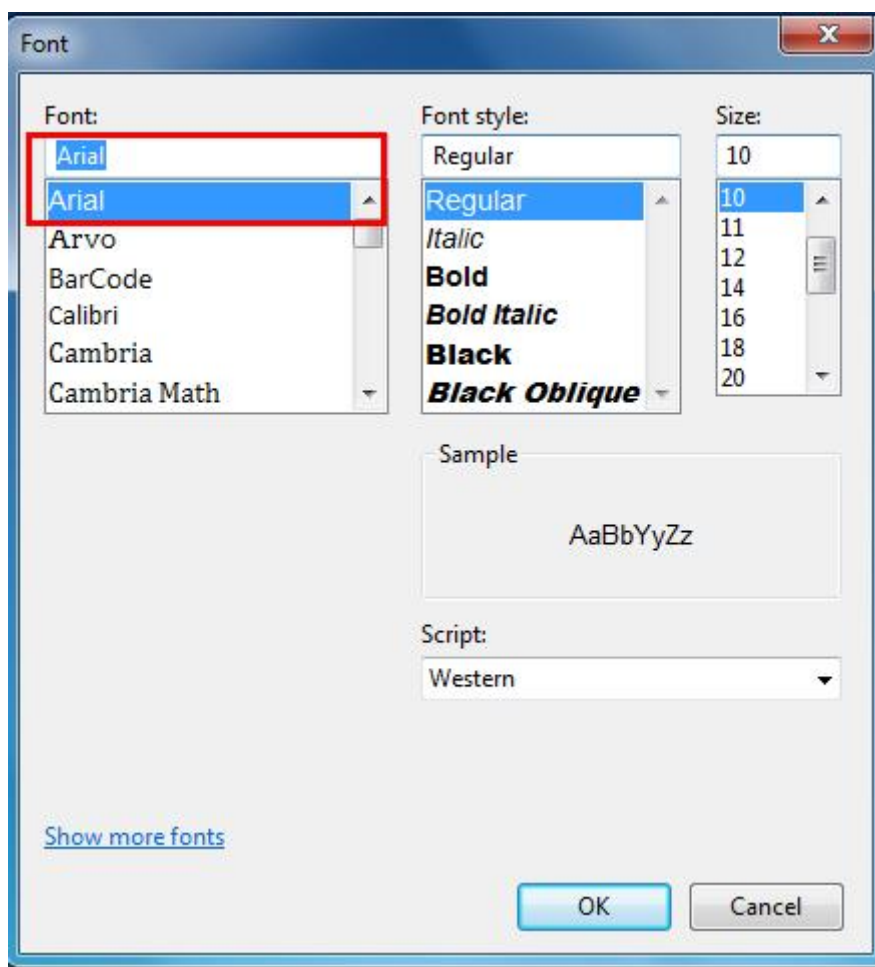 Font
Font:
Arial
Arial
Arvo
BarCode
Calibri
Cambria
Cambria Math
Font style:
Regular
Regular
Italic
Bold
Bold Italic
Black
Black Oblique
Size:
10
10
11
12
14
16
18
20
Sample
AaBbYyZz
Script:
Western
Show more fonts
OK
Cancel